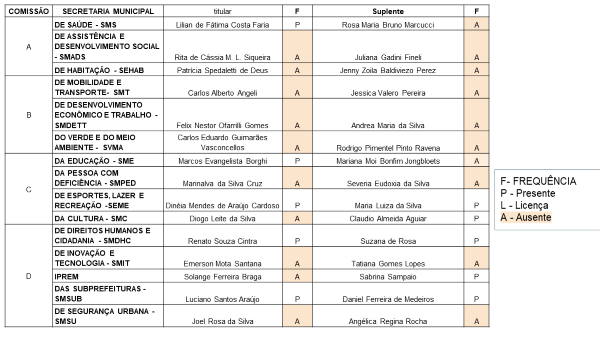 COMISSÃO SECRETARIA MUNICIPAL titular F Suplente F
A
DE SAÚDE - SMS Lilian de Fátima Costa Faria P Rosa Maria Bruno Marcucci A
DE ASSISTÊNCIA E
DESENVOLVIMENTO SOCIAL
- SMADS Rita de Cássia M. L. Siqueira A Juliana Gadini Fineli A
DE HABITAÇÃO - SEHAB Patrícia Spedaletti de Deus A Jenny Zoila Baldiviezo Perez A
B
DE MOBILIDADE E
TRANSPORTE- SMT Carlos Alberto Angeli A Jessica Valero Pereira A
DE DESENVOLVIMENTO
ECONÔMICO E TRABALHO -
SMDETT Felix Nestor Ofarrilli Gomes A Andrea Maria da Silva A
DO VERDE E DO MEIO Carlos Eduardo Guimarães
AMBIENTE - SVMA Vasconcellos A Rodrigo Pimentel Pinto Ravena A
C
DA EDUCAÇÃO - SME Marcos Evangelista Borghi P Mariana Moi Bonfim Jongbloets A
DA PESSOA COM
DEFICIÊNCIA - SMPED Marinalva da Silva Cruz A Severia Eudoxia da Silva A
DE ESPORTES, LAZER E
RECREAÇÃO -SEME Dinéia Mendes de Araújo Cardoso P Maria Luiza da Silva P
DA CULTURA - SMC Diogo Leite da Silva A Claudio Almeida Aguiar P
D
DE DIREITOS HUMANOS E
CIDADANIA - SMDHC Renato Souza Cintra P Suzana de Rosa P
DE INOVAÇÃO E
TECNOLOGIA - SMIT Emerson Mota Santana A Tatiana Gomes Lopes A
IPREM Solange Ferreira Braga A Sabrina Sampaio P
DAS SUBPREFEITURAS -
SMSUB Luciano Santos Araújo P Daniel Ferreira de Medeiros P
DE SEGURANÇA URBANA -
SMSU Joel Rosa da Silva A Angélica Regina Rocha A
F- FREQUÊNCIA
P - Presente
L - Licença
A - Ausente